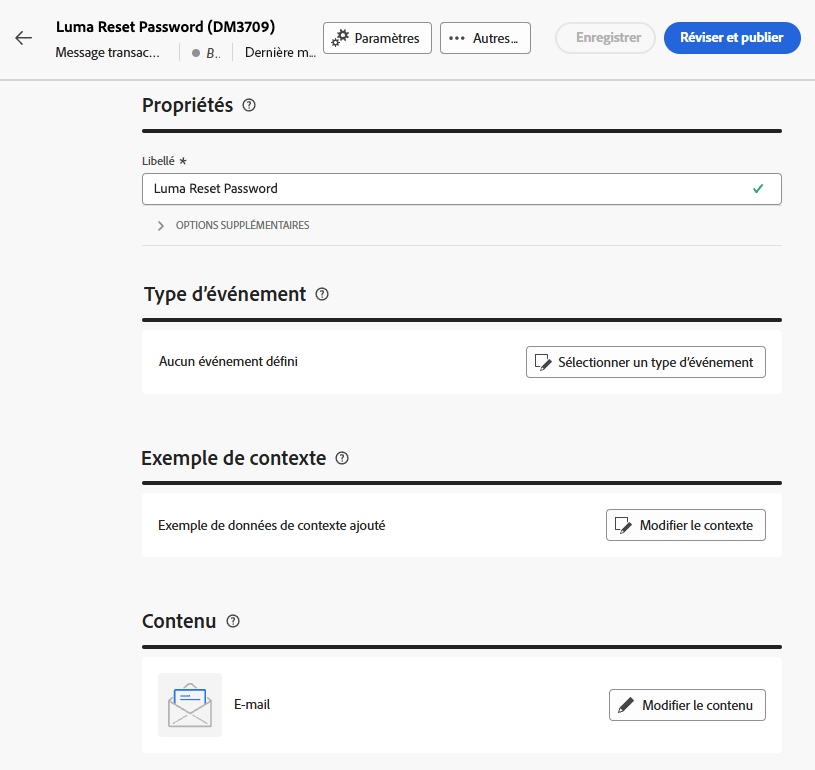 Luma Reset Password (DM3709)
Message transac...
B..
Dernière m...
Paramètres
Autres...
Enregistrer
Réviser et publier
Propriétés
Libellé *
Luma Reset Password
OPTIONS SUPPLÉMENTAIRES
Type d'événement
Aucun événement défini
Sélectionner un type d'événement
Exemple de contexte
Exemple de données de contexte ajouté
Modifier le contexte
Contenu
E-mail
Modifier le contenu